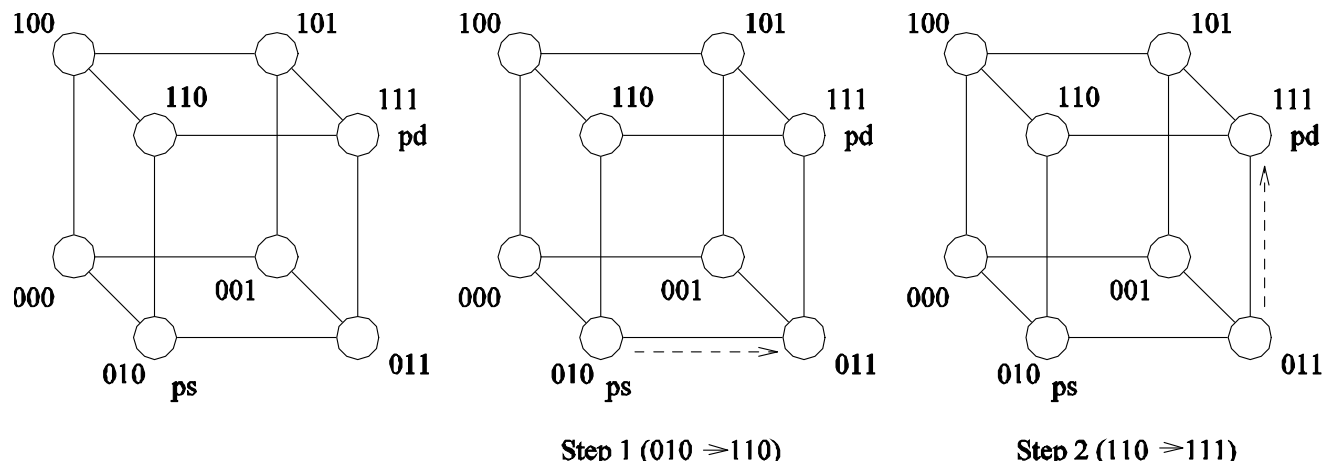 100 101 100 101 100 101
110 111 110 111 110 111
pd pd pd
000 001 000 001 000 001
010 ps 011 010 ps 011 010 ps 011
Step 1 (010 → 110) Step 2 (110 → 111)